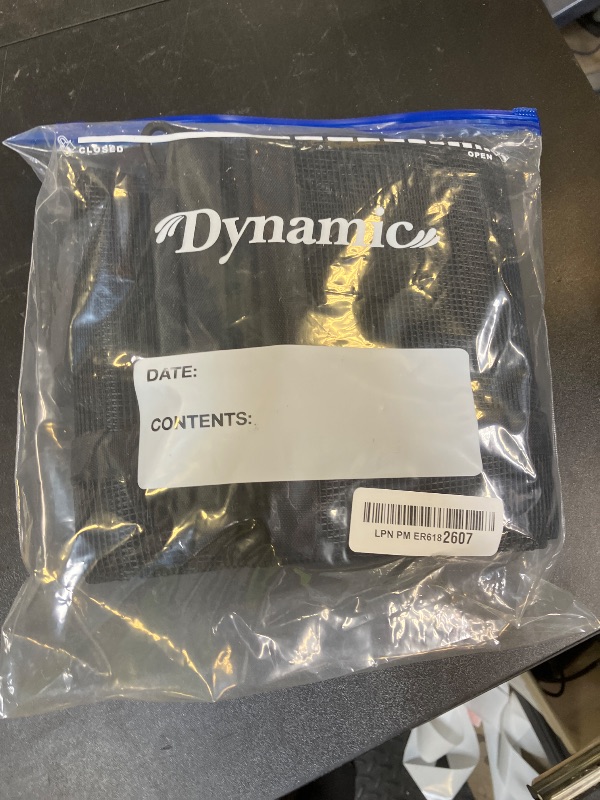 CLOSED
OPEN
Dynamic
DATE:
CONTENTS:
LPN PM ER6182607